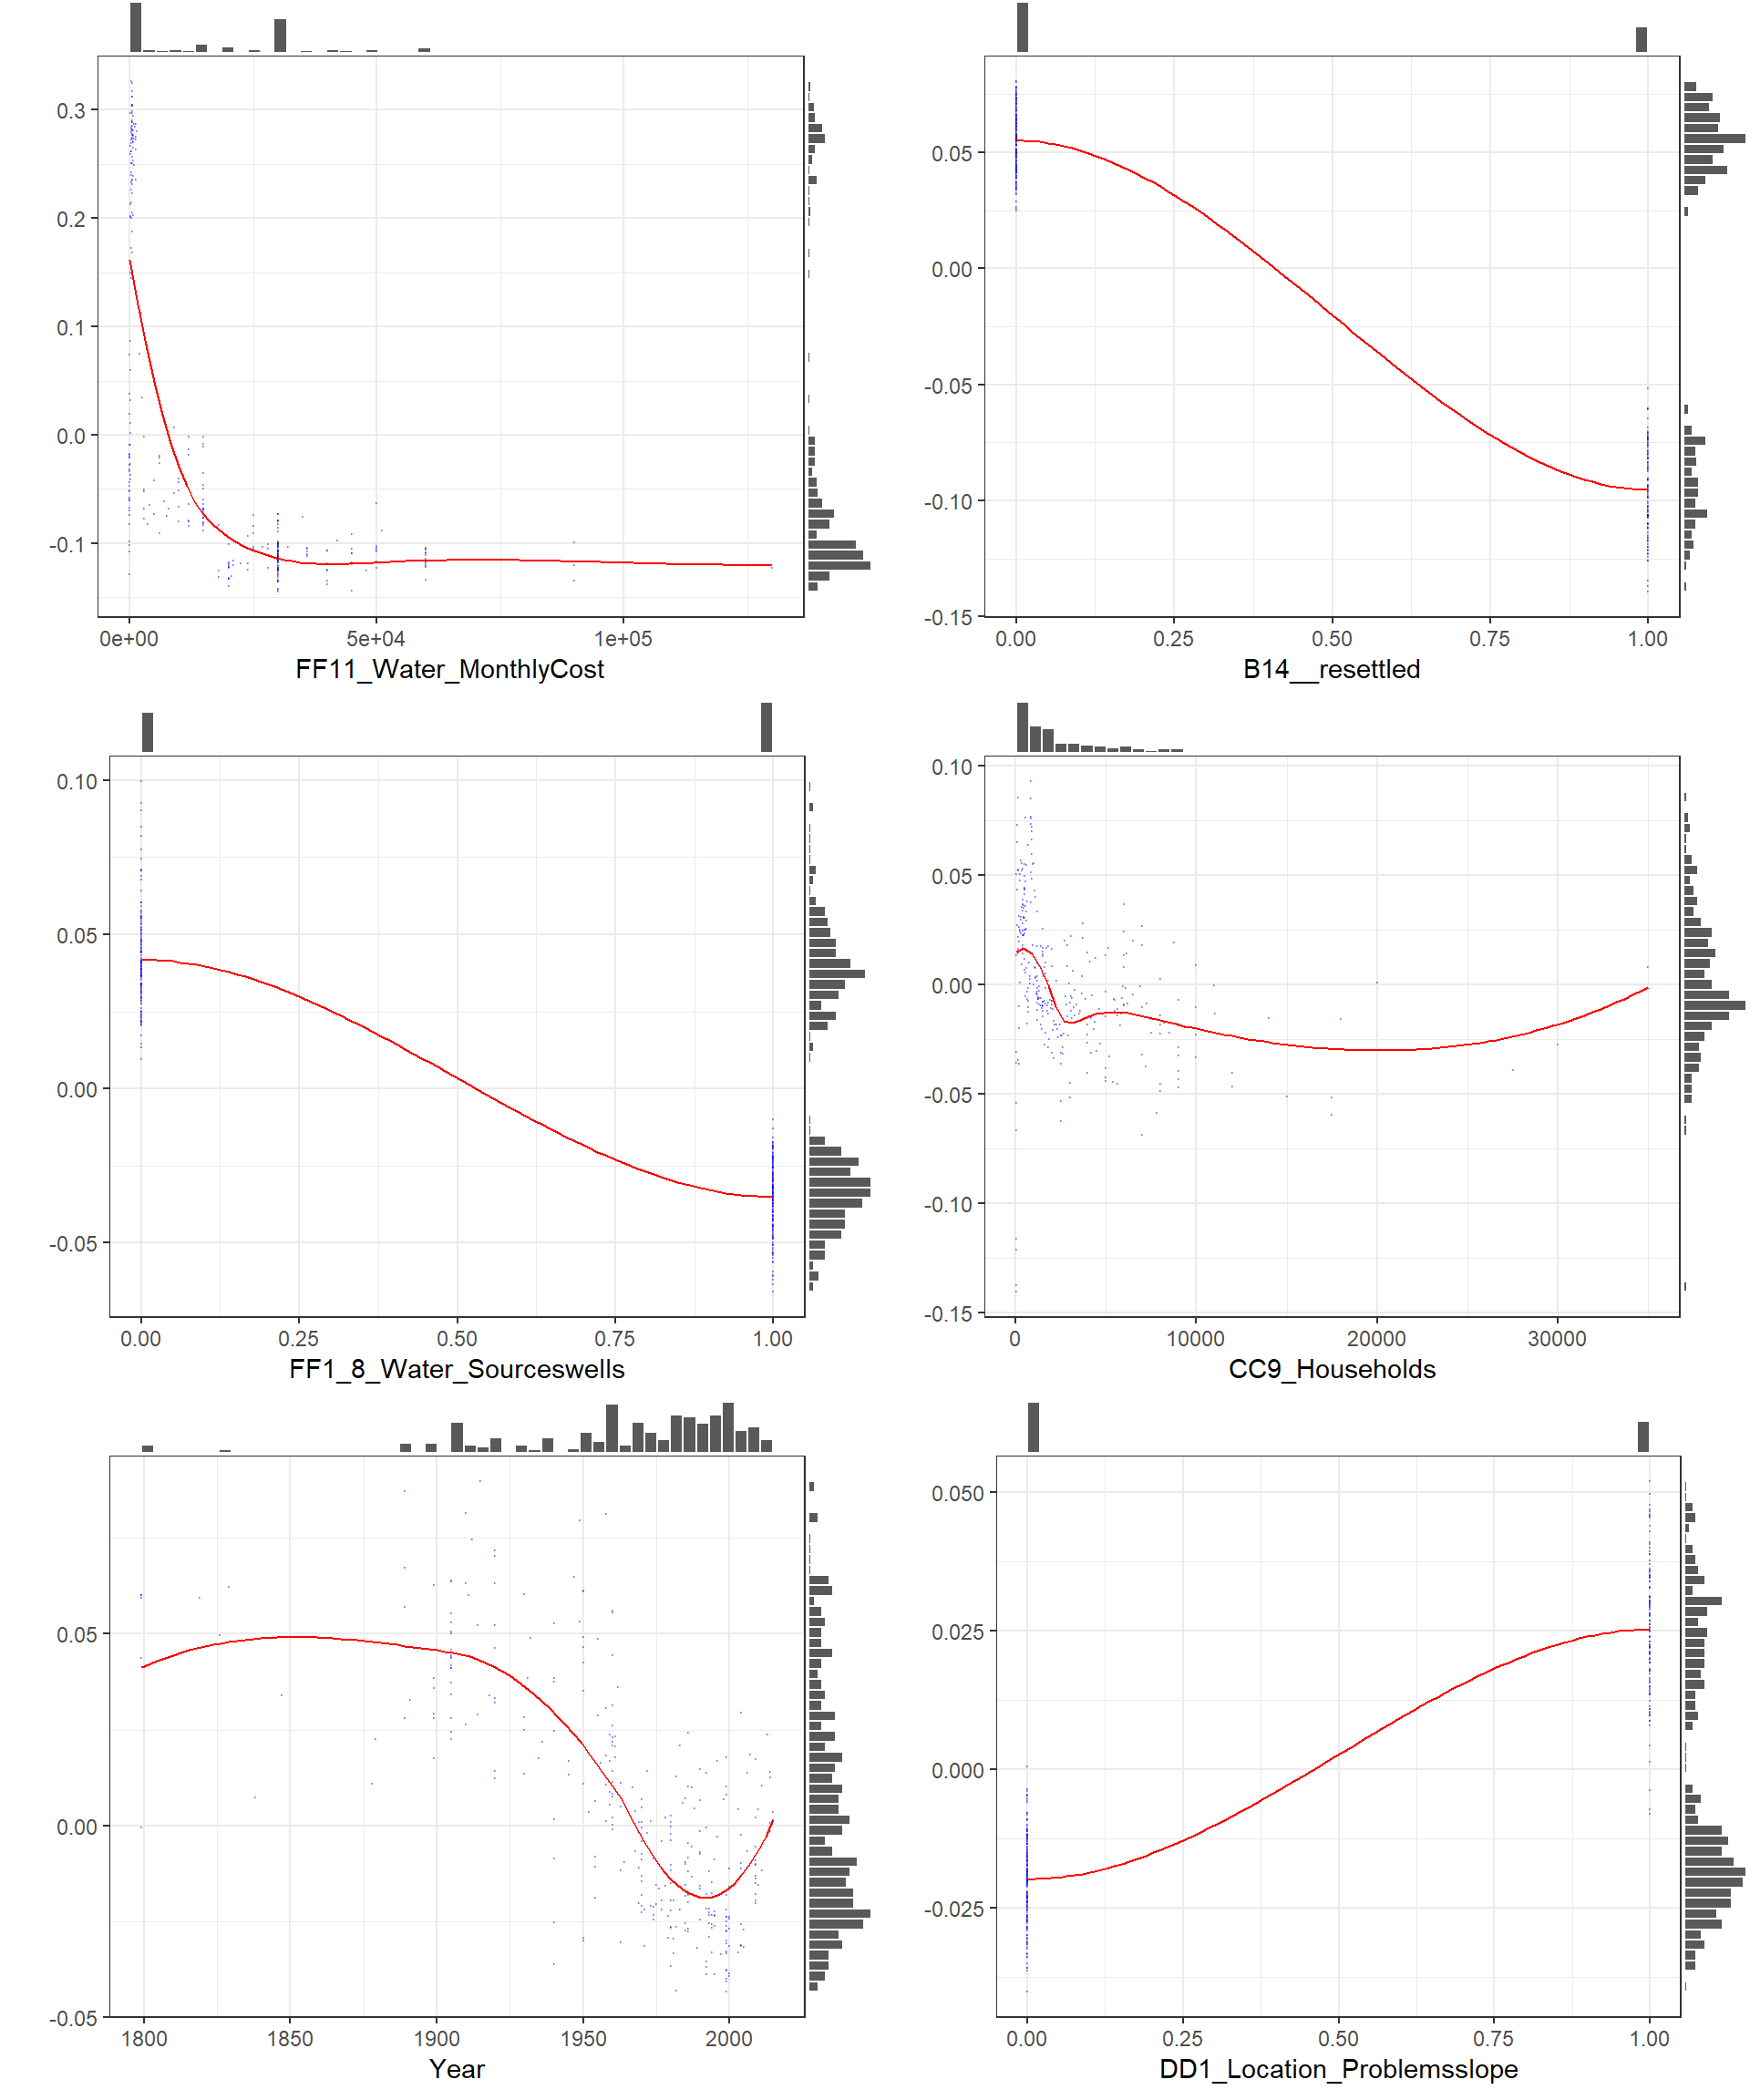 0.3
0.2
0.1
0.0
-0.1
0e+00 5e+04 1e+05
FF11_Water_MonthlyCost
0.05
0.00
-0.05
-0.10
-0.15
0.00 0.25 0.50 0.75 1.00
B14__resettled
0.10
0.05
0.00
-0.05
0.00 0.25 0.50 0.75 1.00
FF1_8_Water_Sourceswells
0.10
0.05
0.00
-0.05
-0.10
-0.15
0 10000 20000 30000
CC9_Households
0.05
0.00
-0.05
1800 1850 1900 1950 2000
Year
0.050
0.025
0.000
-0.025
0.00 0.25 0.50 0.75 1.00
DD1_Location_Problemsslope